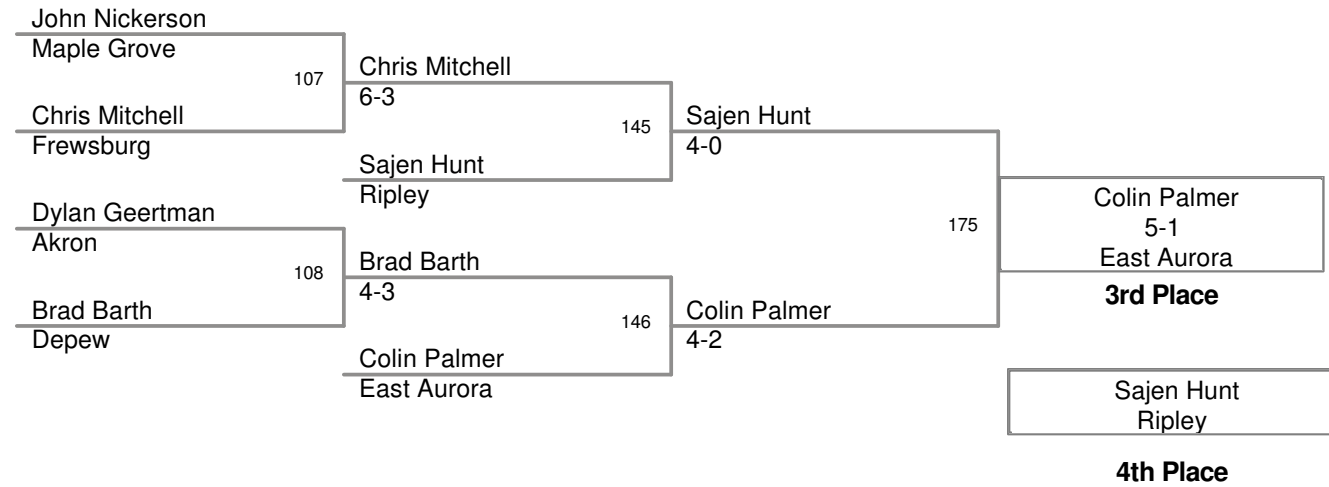 John Nickerson
Maple Grove
107
Chris Mitchell
6-3
Chris Mitchell
Frewsburg
145
Sajen Hunt
4-0
Sajen Hunt
Ripley
Dylan Geertman
Akron
175
Colin Palmer
5-1
East Aurora
3rd Place
108
Brad Barth
4-3
Brad Barth
Depew
146
Colin Palmer
4-2
Colin Palmer
East Aurora
Sajen Hunt
Ripley
4th Place